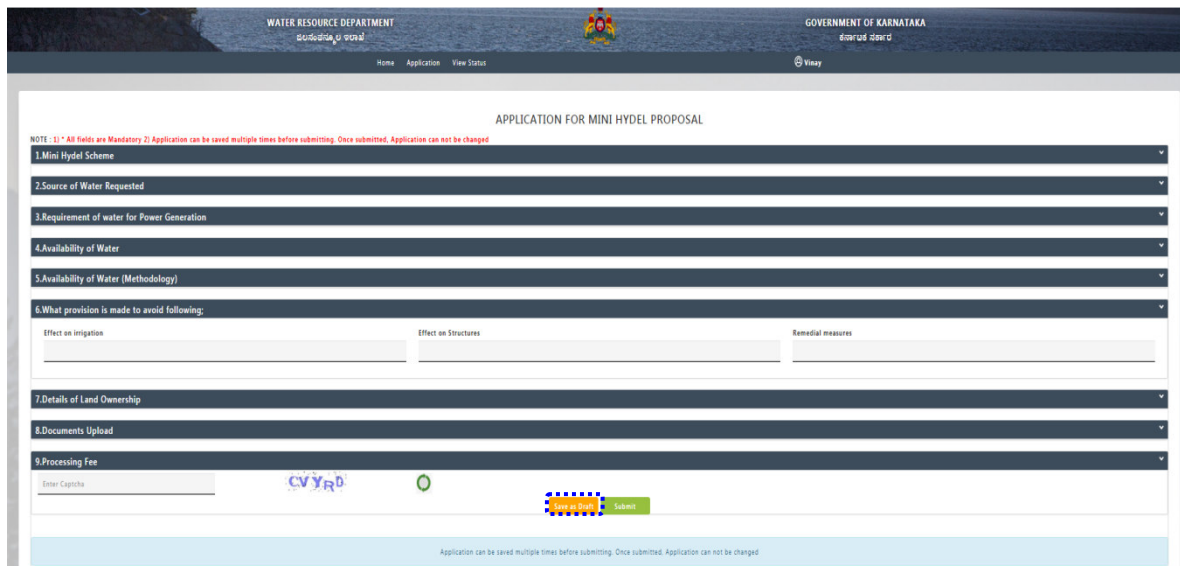 WATER RESOURCE DEPARTMENT
ಜಲಸಂಪನ್ಮೂಲ ಇಲಾಖೆ
GOVERNMENT OF KARNATAKA
ಕರ್ನಾಟಕ ಸರ್ಕಾರ
Home Application View Status
Vinay
APPLICATION FOR MINI HYDEL PROPOSAL
NOTE : 1) * All fields are Mandatory 2) Application can be saved multiple times before submitting. Once submitted, Application can not be changed
1.Mini Hydel Scheme
2.Source of Water Requested
3.Requirement of water for Power Generation
4.Availability of Water
5.Availability of Water (Methodology)
6.What provision is made to avoid following;
Effect on irrigation Effect on Structures Remedial measures
7.Details of Land Ownership
8.Documents Upload
9.Processing Fee
Enter Captcha CVYRD
Save as Draft Submit
Application can be saved multiple times before submitting. Once submitted, Application can not be changed